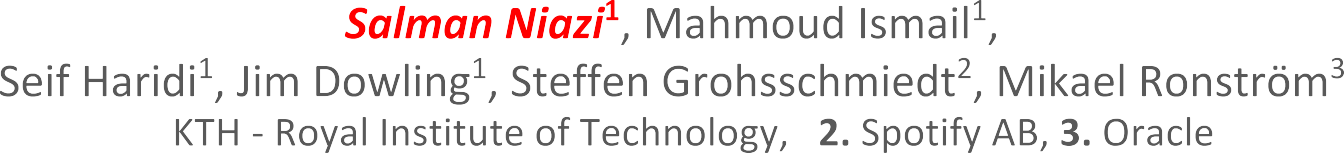 Salman Niazi¹, Mahmoud Ismail¹,
Seif Haridi¹, Jim Dowling¹, Steffen Grohsschmiedt², Mikael Ronström³
KTH - Royal Institute of Technology, 2. Spotify AB, 3. Oracle